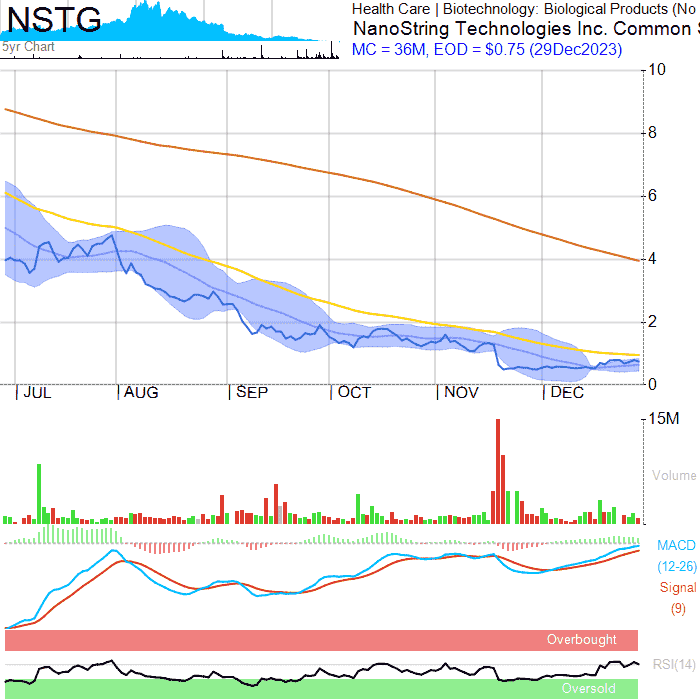 NSTG
5yr Chart
Health Care | Biotechnology: Biological Products (No
NanoString Technologies Inc. Common S
MC = 36M, EOD = $0.75 (29Dec2023)
10
8
6
4
2
0
JUL AUG SEP OCT NOV DEC
15M
Volume
MACD
(12-26)
Signal
(9)
Overbought
RSI(14)
Oversold